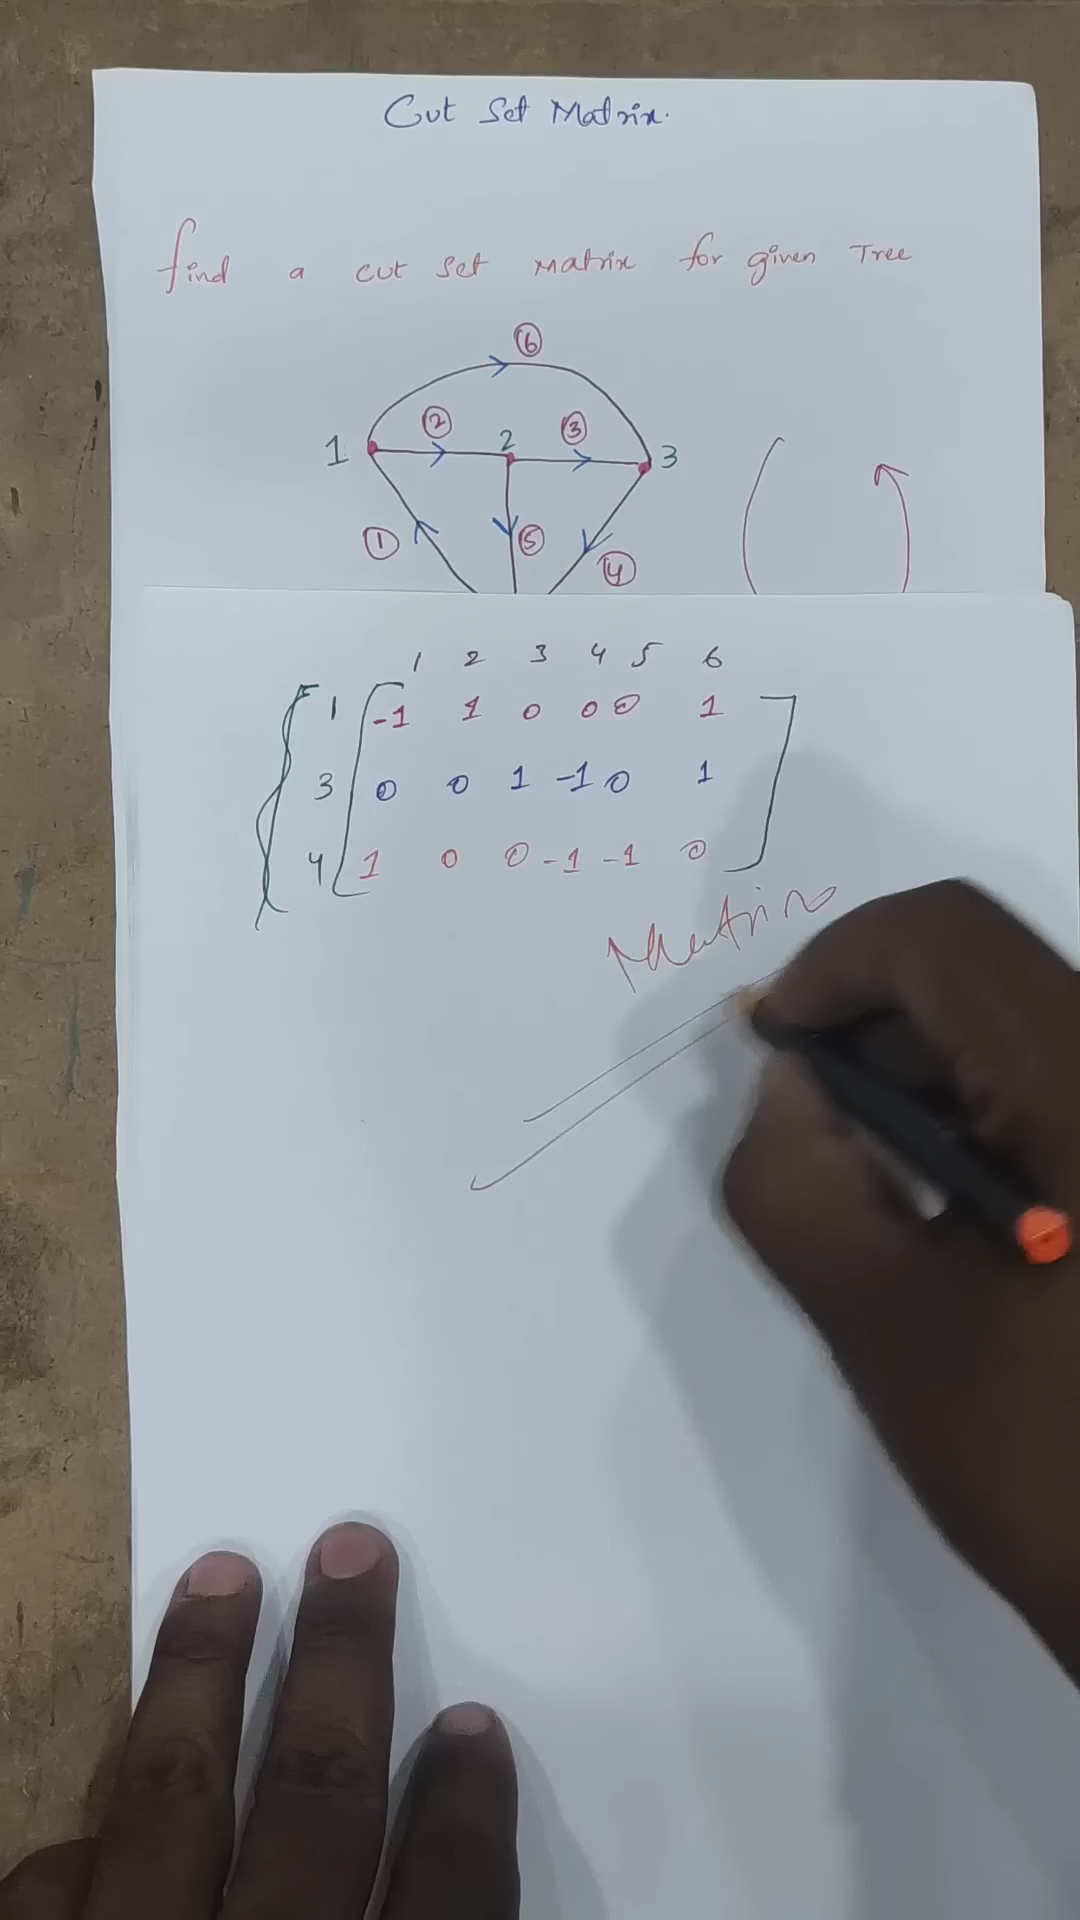 Cut Set Matrix.
find a cut set matrix for given Tree
6
1 2 2 3 3
1 5 4
1 2 3 4 5 6
1 -1 1 0 0 0 1
3 0 0 1 -1 0 1
4 1 0 0 -1 -1 0